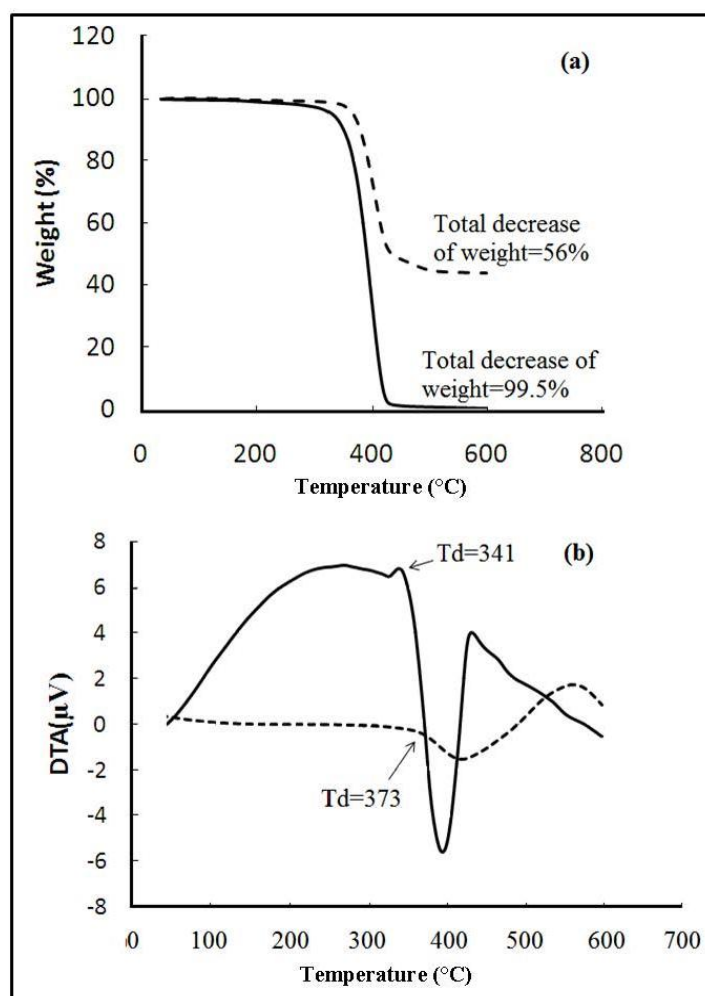 (a)
120
100
80
60
40
20
0
Weight (%)
Total decrease
of weight=56%
Total decrease of
weight=99.5%
0 200 400 600 800
Temperature (°C)
(b)
8
6
4
2
0
-2
-4
-6
-8
DTA(µV)
Td=341
Td=373
0 100 200 300 400 500 600 700
Temperature (°C)